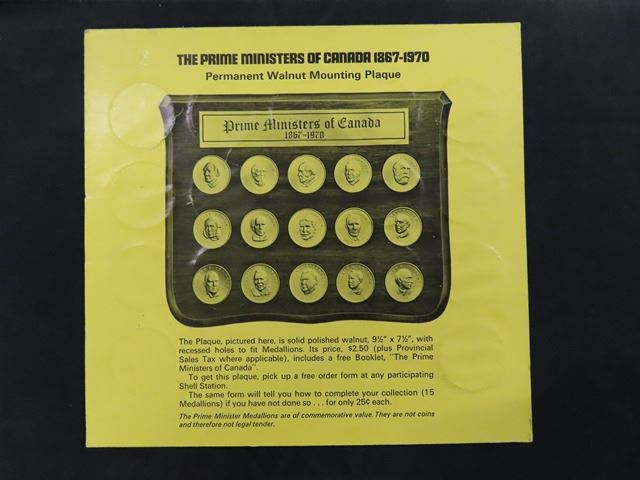 THE PRIME MINISTERS OF CANADA 1867-1970
Permanent Walnut Mounting Plaque
Prime Ministers of Canada
1867-1970
The Plaque, pictured here, is solid polished walnut, 9½" x 7½", with
recessed holes to fit Medallions. Its price, $2.50 (plus Provincial
Sales Tax where applicable), includes a free Booklet, "The Prime
Ministers of Canada".
To get this plaque, pick up a free order form at any participating
Shell Station.
The same form will tell you how to complete your collection (15
Medallions) if you have not done so . . . for only 25¢ each.
The Prime Minister Medallions are of commemorative value. They are not coins
and therefore not legal tender.